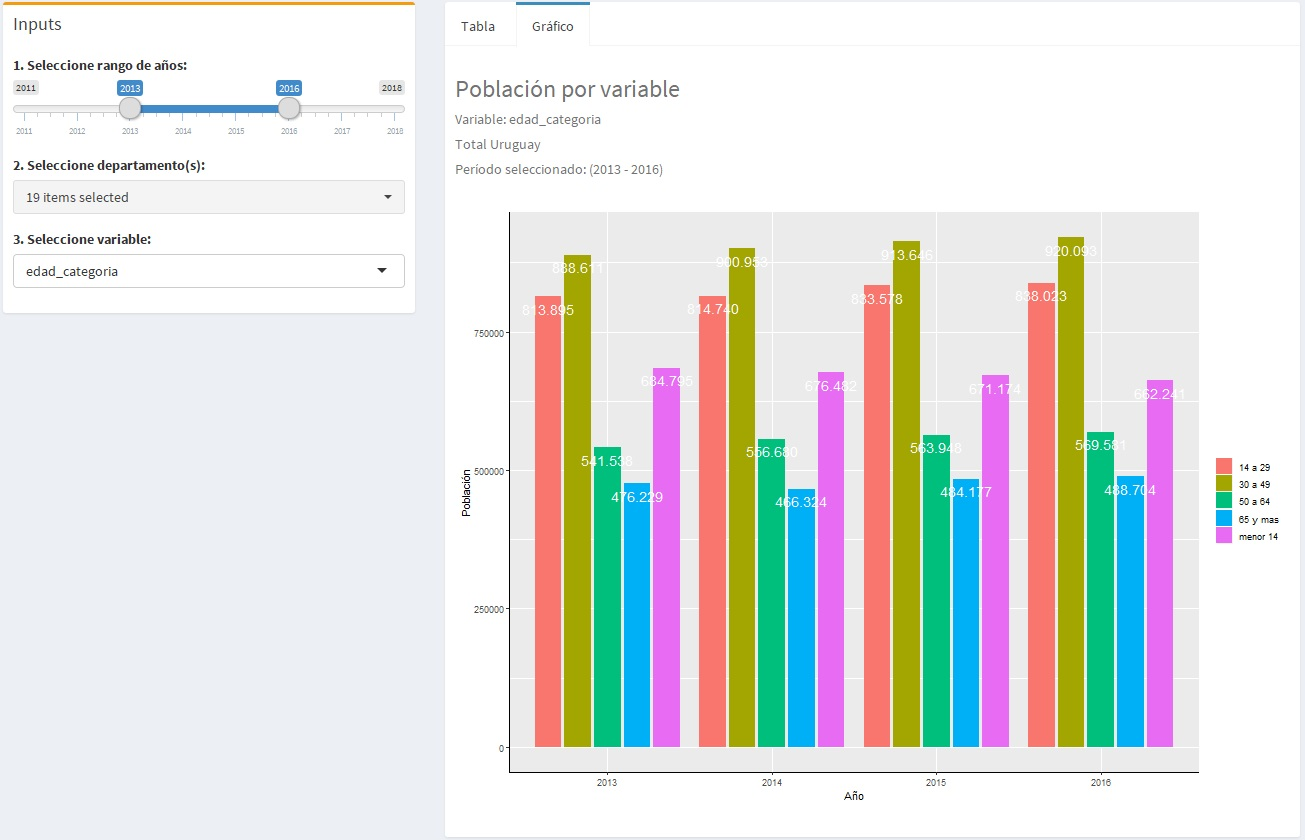 Inputs
1. Seleccione rango de años:
2011 2013 2016 2018
2011 2012 2013 2014 2015 2016 2017 2018
2. Seleccione departamento(s):
19 items selected
3. Seleccione variable:
edad_categoria
Tabla Gráfico
Población por variable
Variable: edad_categoria
Total Uruguay
Período seleccionado: (2013 - 2016)
813.895 888.611 541.538 476.229 684.795
814.740 900.953 556.680 466.324 676.482
833.578 913.646 563.948 484.177 671.174
838.023 920.093 569.581 488.704 662.241
750000
500000
250000
0
Población
2013 2014 2015 2016
Año
14 a 29
30 a 49
50 a 64
65 y mas
menor 14